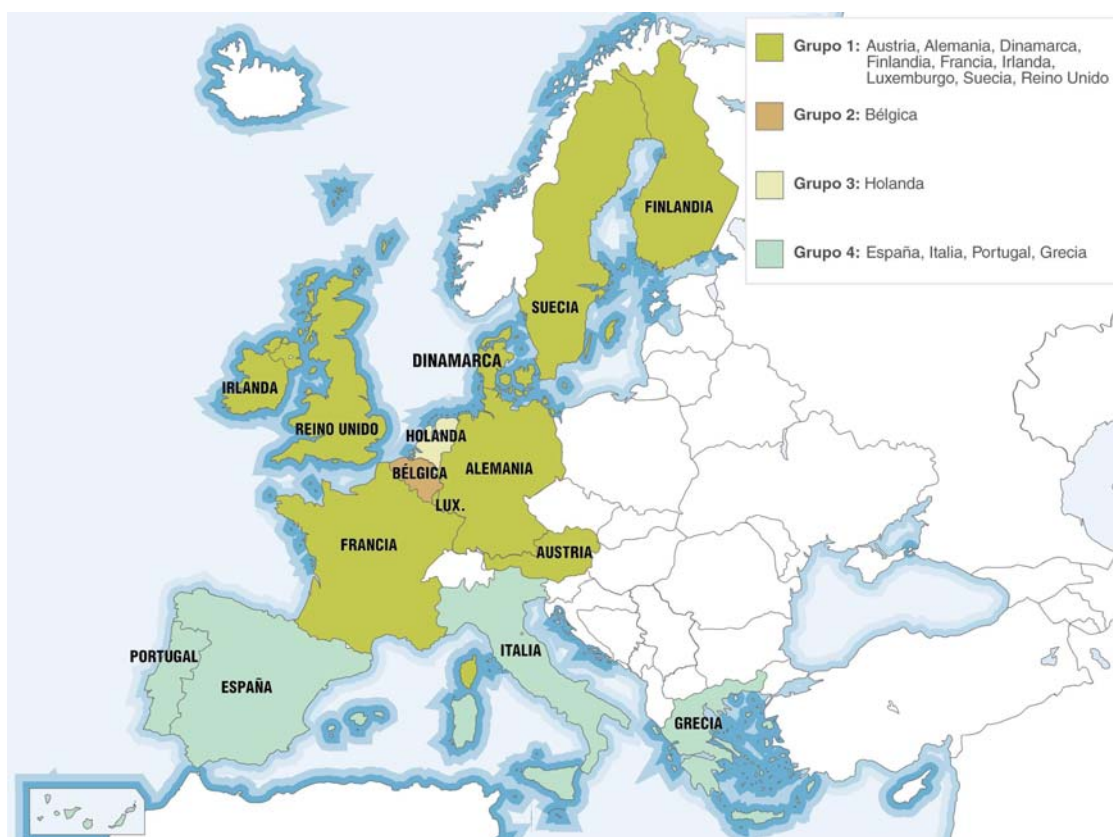 Grupo 1: Austria, Alemania, Dinamarca,
Finlandia, Francia, Irlanda,
Luxemburgo, Suecia, Reino Unido
Grupo 2: Bélgica
Grupo 3: Holanda
Grupo 4: España, Italia, Portugal, Grecia
FINLANDIA
SUECIA
DINAMARCA
IRLANDA
REINO UNIDO
HOLANDA
BÉLGICA
ALEMANIA
LUX.
FRANCIA
AUSTRIA
ITALIA
PORTUGAL
ESPAÑA
GRECIA